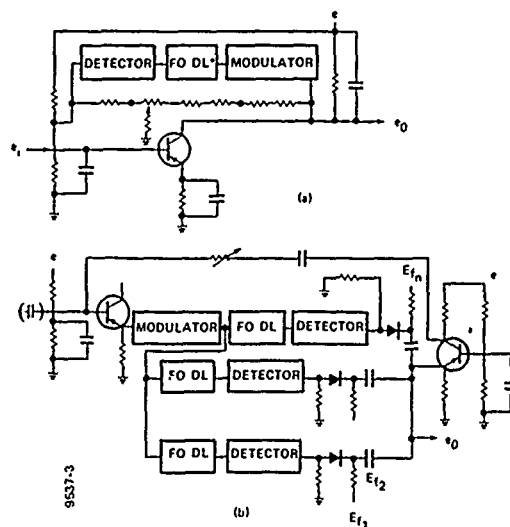 e
DETECTOR
FO DL*
MODULATOR
e0
e1
(a)
e
Efn
e
MODULATOR
FO DL
DETECTOR
FO DL
DETECTOR
FO DL
DETECTOR
Ef2
e0
Ef1
9537-3
(b)